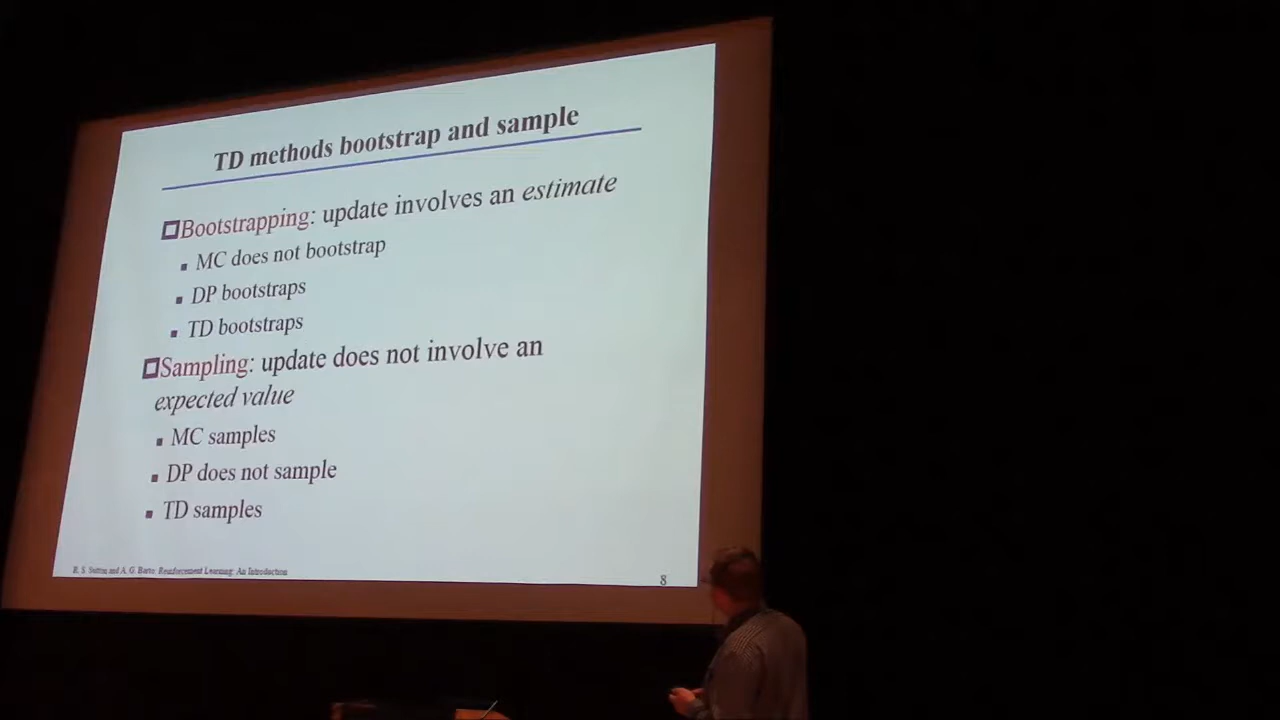 TD methods bootstrap and sample
Bootstrapping: update involves an estimate
MC does not bootstrap
DP bootstraps
TD bootstraps
Sampling: update does not involve an
expected value
MC samples
DP does not sample
TD samples
R. S. Sutton and A. G. Barto: Reinforcement Learning: An Introduction
8